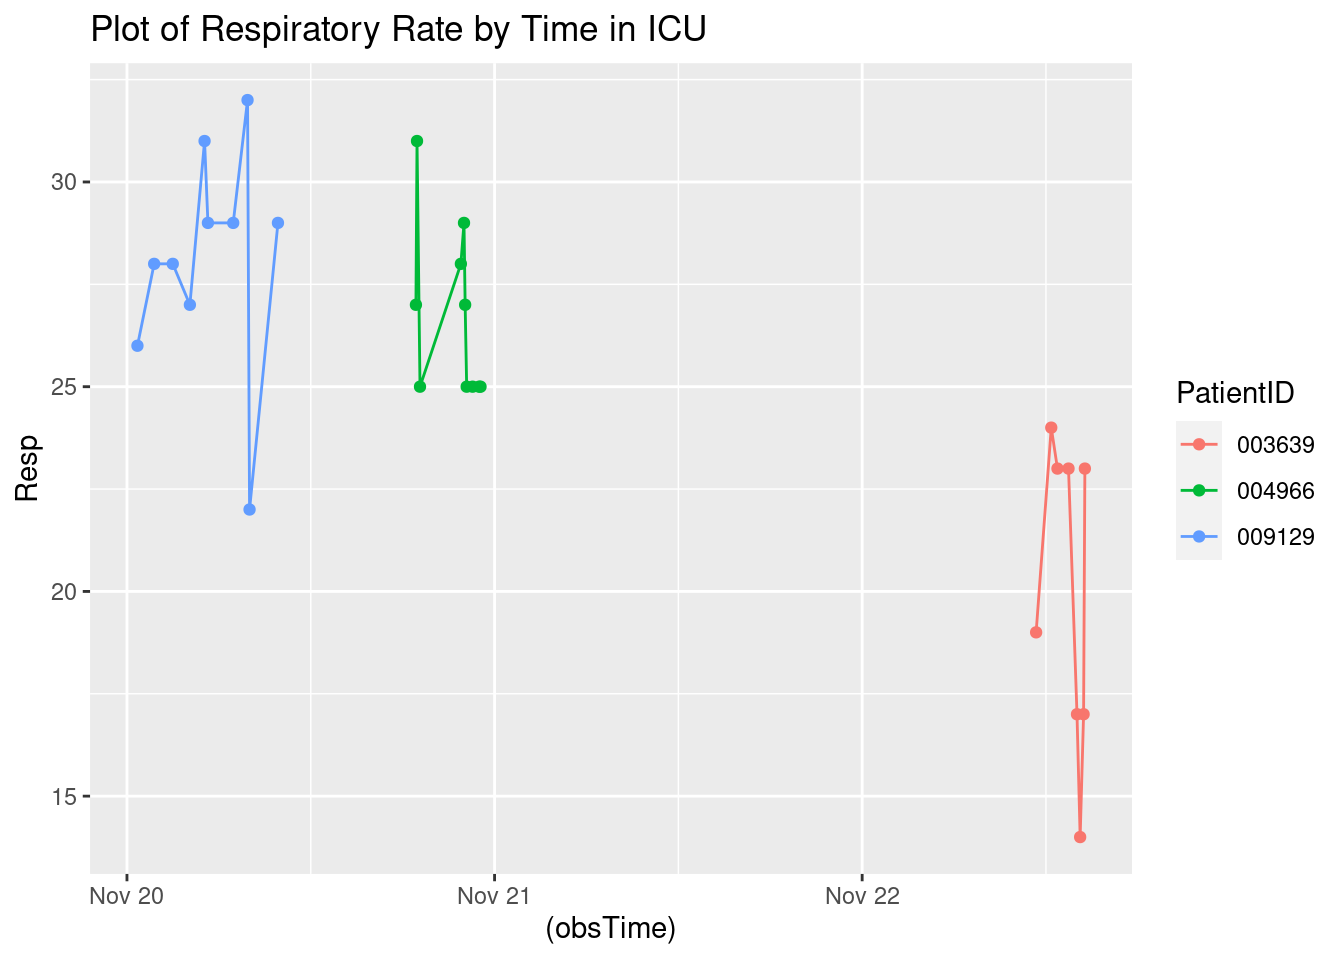 Plot of Respiratory Rate by Time in ICU
30
25
20
15
Resp
Nov 20
Nov 21
Nov 22
(obsTime)
PatientID
003639
004966
009129